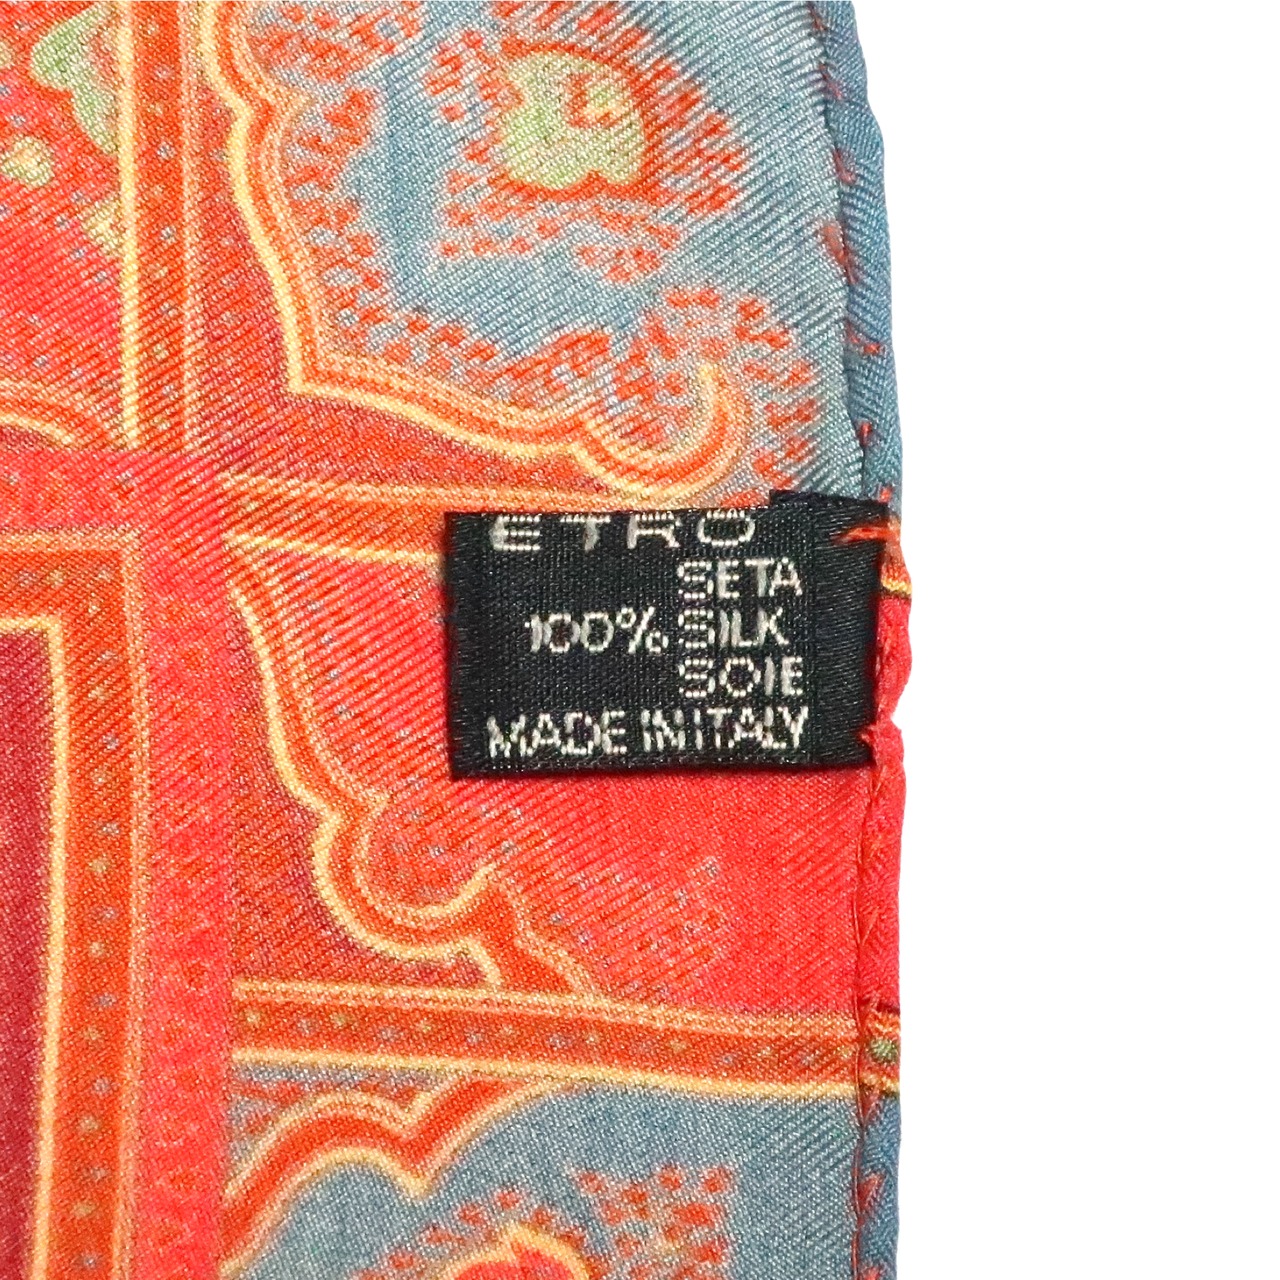 ETRO
SETA
100% SILK
SOIE
MADE IN ITALY